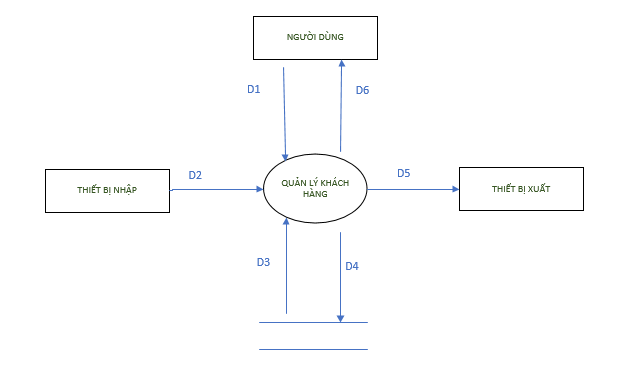 NGƯỜI DÙNG
D1
D6
THIẾT BỊ NHẬP
D2
QUẢN LÝ KHÁCH
HÀNG
D5
THIẾT BỊ XUẤT
D3
D4